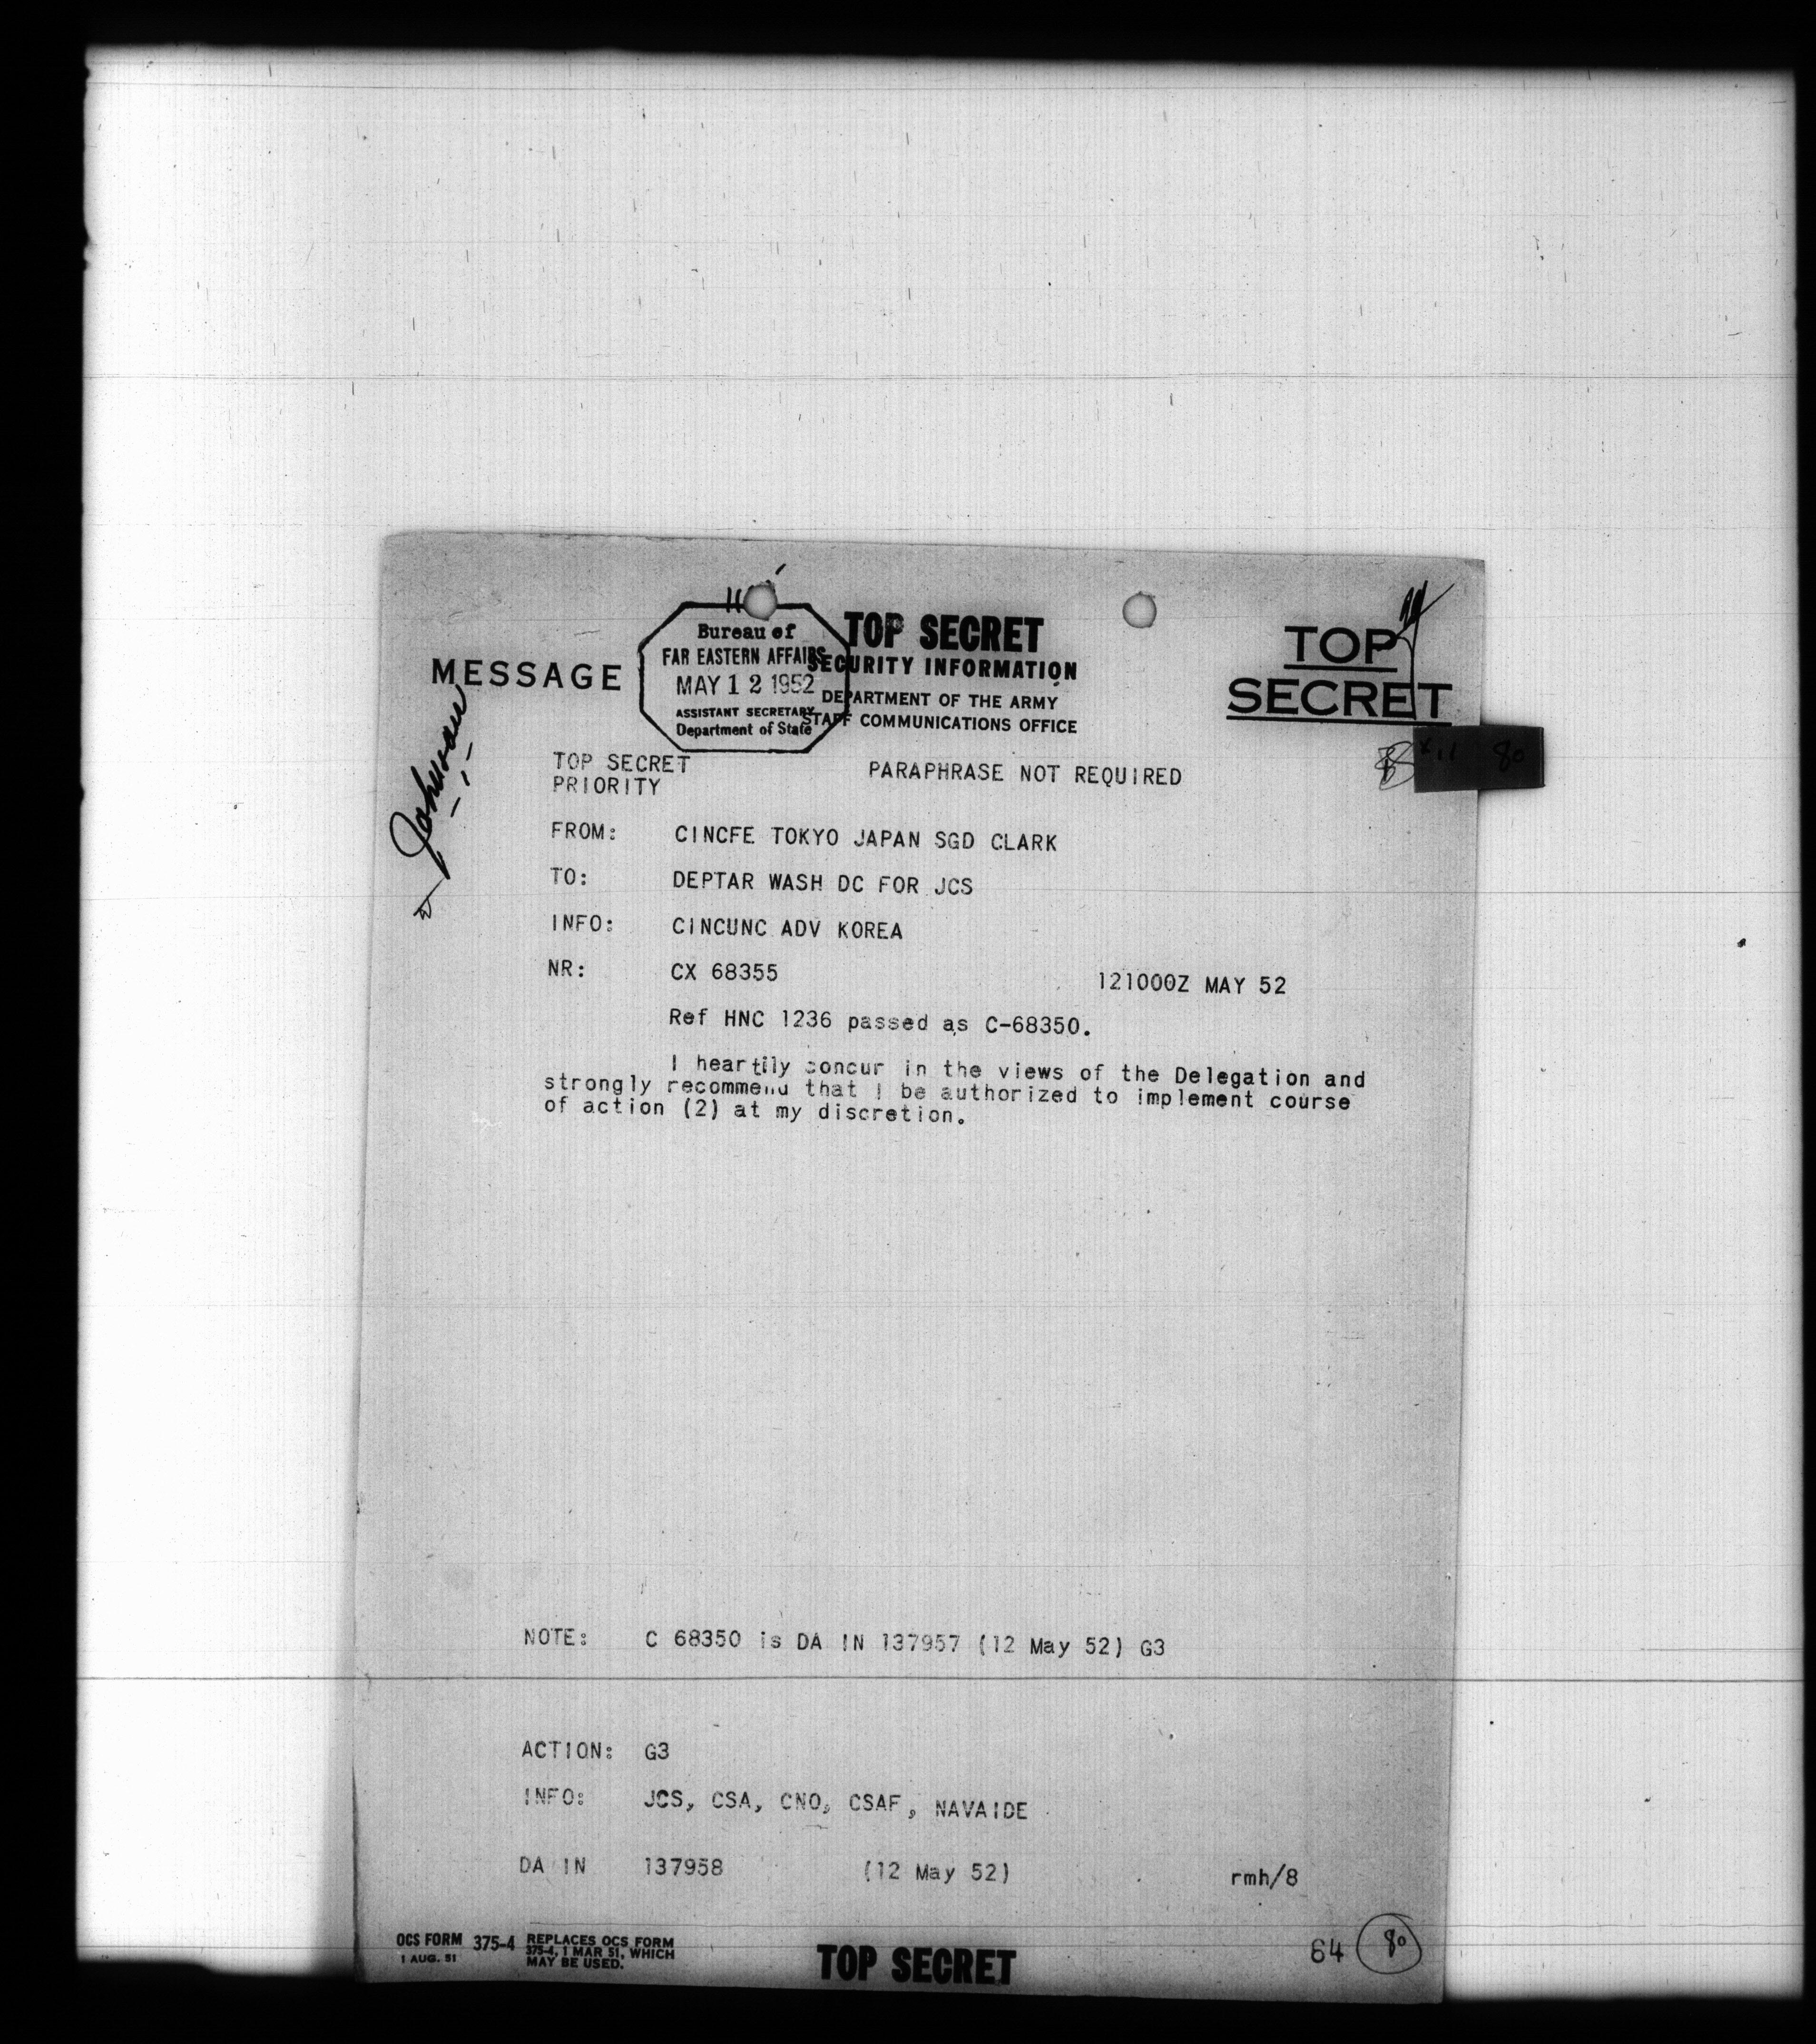 Bureau of
FAR EASTERN AFFAIRS
MAY 12 1952
ASSISTANT SECRETARY
Department of State
MESSAGE
TOP SECRET
SECURITY INFORMATION
DEPARTMENT OF THE ARMY
STAFF COMMUNICATIONS OFFICE
TOP
SECRET
Johnson
80
TOP SECRET
PRIORITY
PARAPHRASE NOT REQUIRED
FROM: CINCFE TOKYO JAPAN SGD CLARK
TO: DEPTAR WASH DC FOR JCS
INFO: CINCUNC ADV KOREA
NR: CX 68355 121000Z MAY 52
Ref HNC 1236 passed as C-68350.
I heartily concur in the views of the Delegation and
strongly recommend that I be authorized to implement course
of action (2) at my discretion.
NOTE: C 68350 is DA IN 137957 (12 May 52) G3
ACTION: G3
INFO: JCS, CSA, CNO, CSAF, NAVAIDE
DA IN 137958 (12 May 52) rmh/8
OCS FORM 375-4
1 AUG. 51
REPLACES OCS FORM
375-4, 1 MAR 51, WHICH
MAY BE USED.
TOP SECRET
64 80